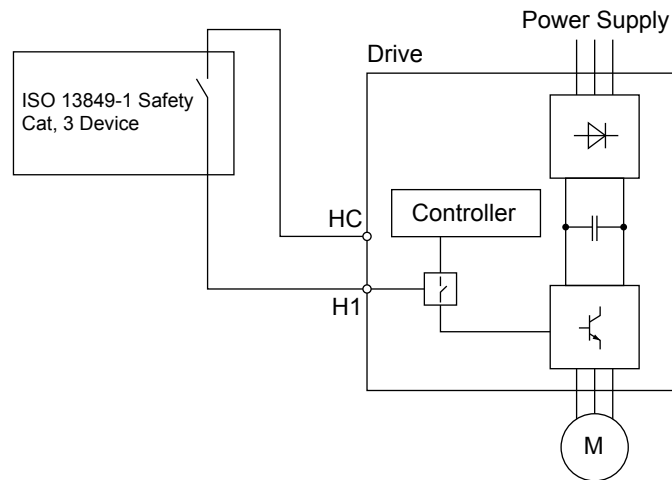 Power Supply
Drive
ISO 13849-1 Safety
Cat, 3 Device
HC
Controller
H1
M